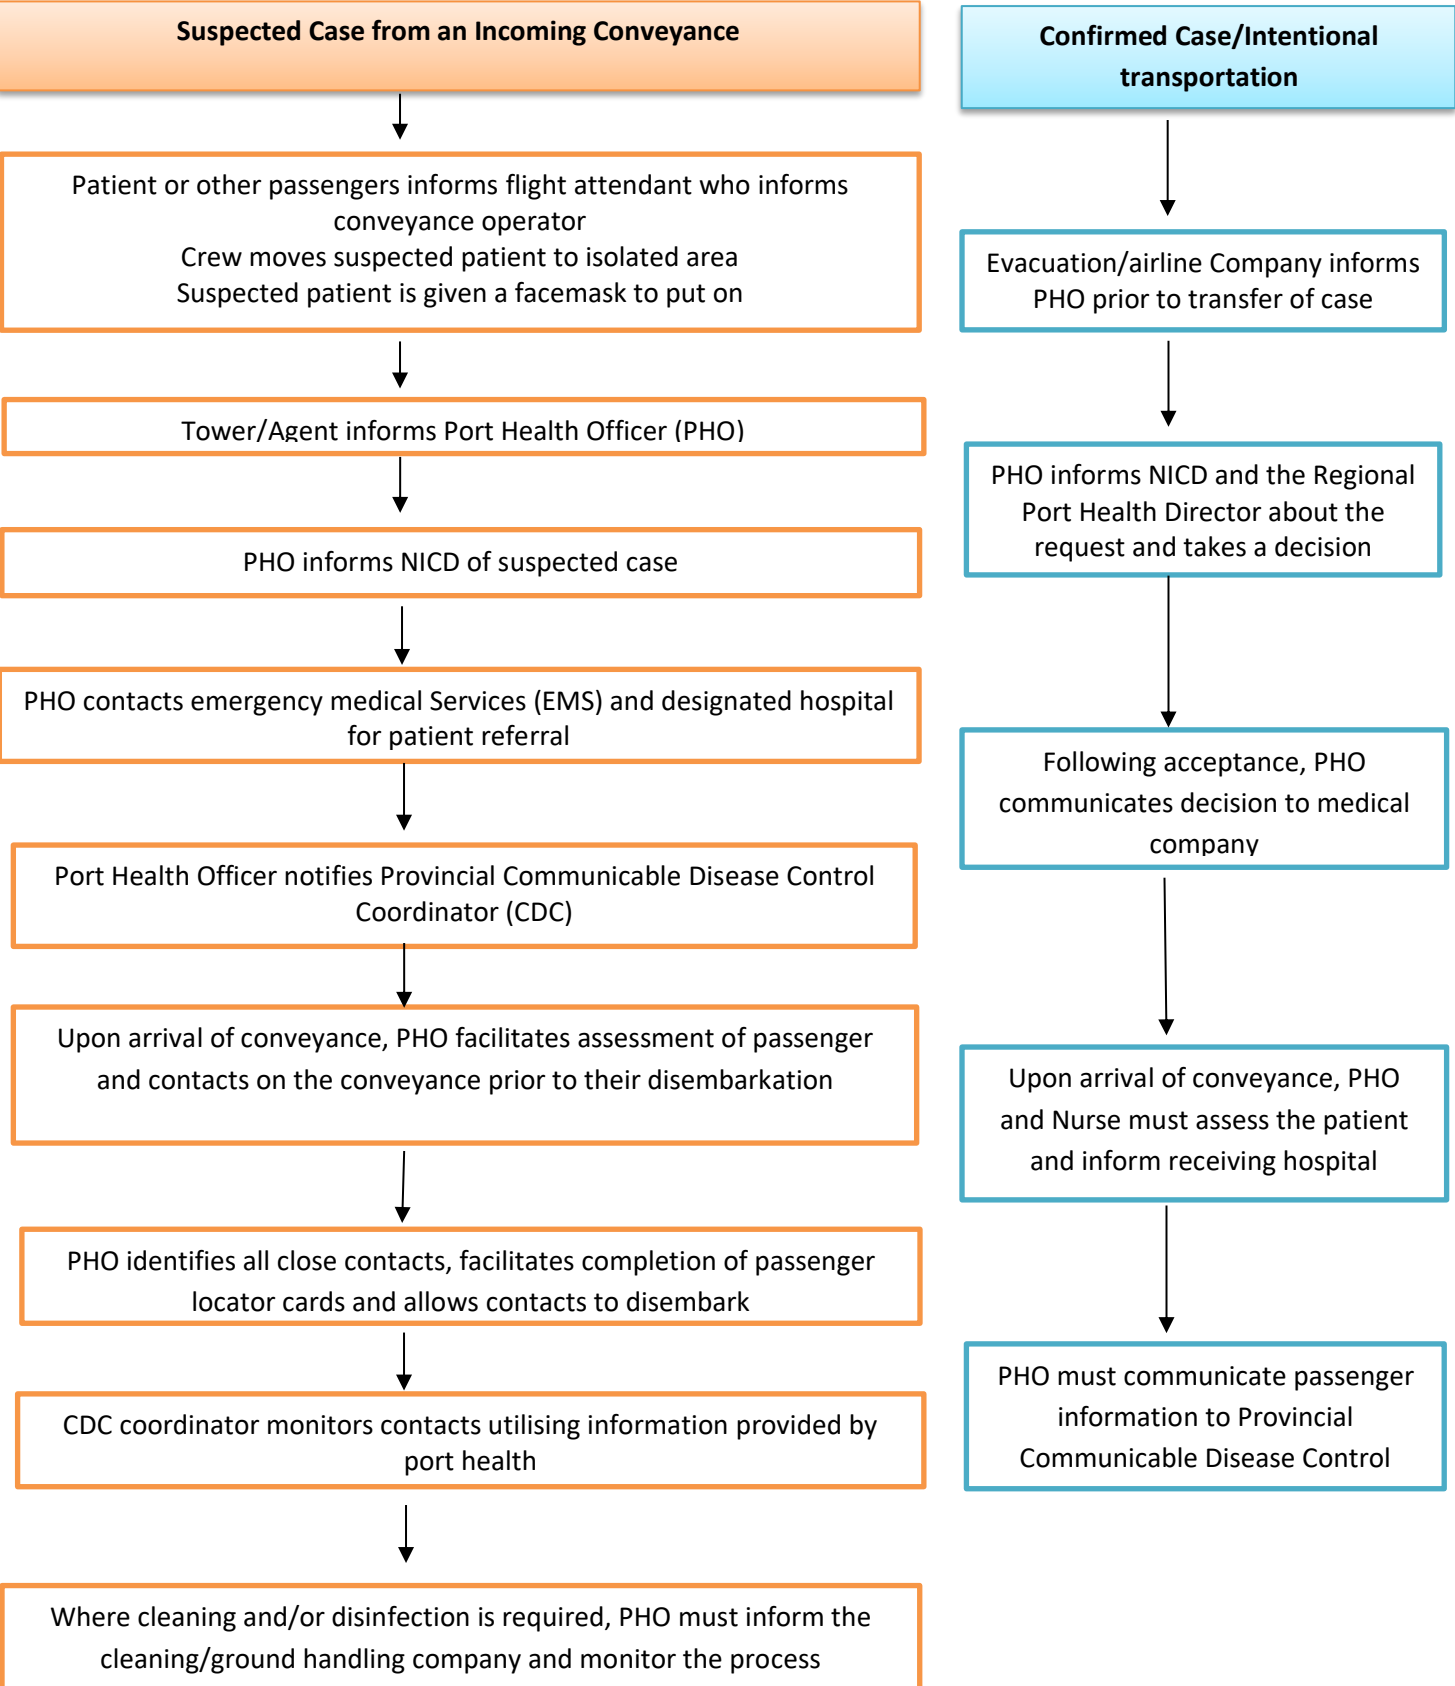 Suspected Case from an Incoming Conveyance
Patient or other passengers informs flight attendant who informs
conveyance operator
Crew moves suspected patient to isolated area
Suspected patient is given a facemask to put on
Tower/Agent informs Port Health Officer (PHO)
PHO informs NICD of suspected case
PHO contacts emergency medical Services (EMS) and designated hospital
for patient referral
Port Health Officer notifies Provincial Communicable Disease Control
Coordinator (CDC)
Upon arrival of conveyance, PHO facilitates assessment of passenger
and contacts on the conveyance prior to their disembarkation
PHO identifies all close contacts, facilitates completion of passenger
locator cards and allows contacts to disembark
CDC coordinator monitors contacts utilising information provided by
port health
Where cleaning and/or disinfection is required, PHO must inform the
cleaning/ground handling company and monitor the process
Confirmed Case/Intentional
transportation
Evacuation/airline Company informs
PHO prior to transfer of case
PHO informs NICD and the Regional
Port Health Director about the
request and takes a decision
Following acceptance, PHO
communicates decision to medical
company
Upon arrival of conveyance, PHO
and Nurse must assess the patient
and inform receiving hospital
PHO must communicate passenger
information to Provincial
Communicable Disease Control